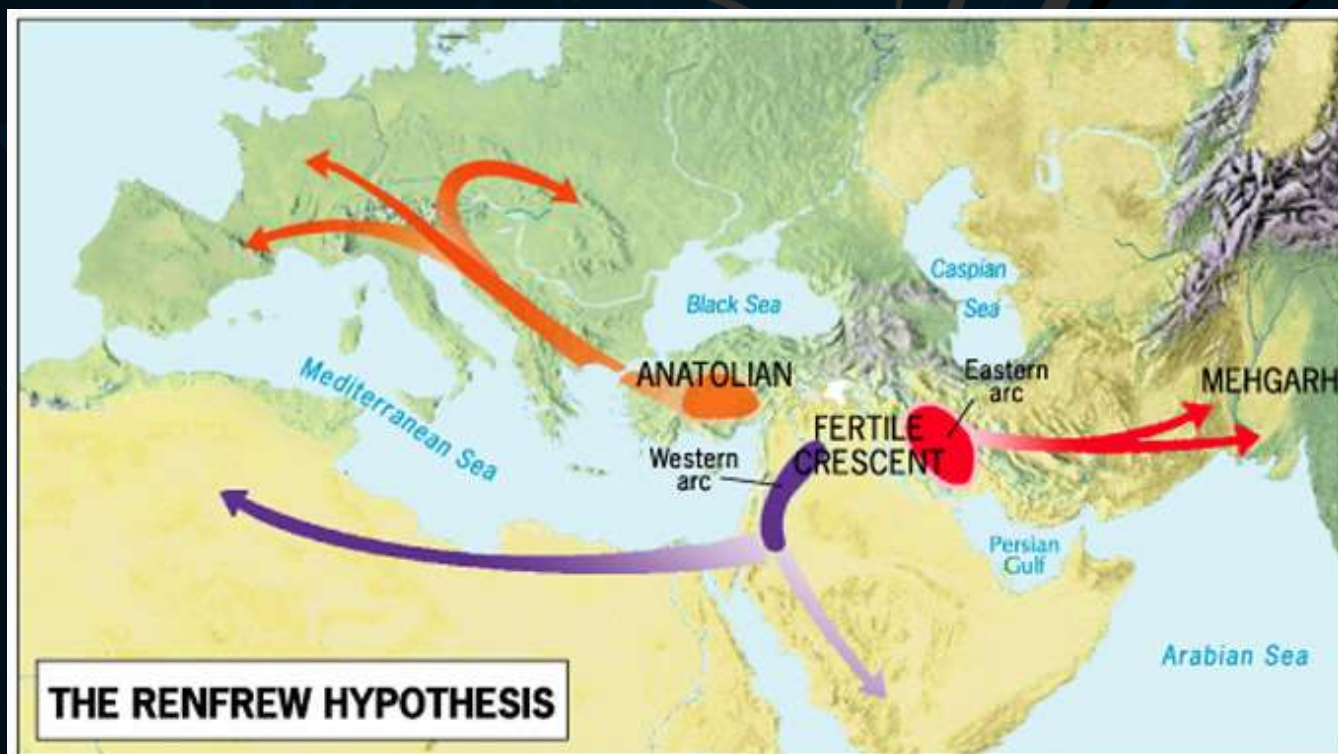 Black Sea
Caspian
Sea
ANATOLIAN
Eastern
arc
MEHGARH
Mediterranean Sea
FERTILE
CRESCENT
Western
arc
Persian
Gulf
Arabian Sea
THE RENFREW HYPOTHESIS